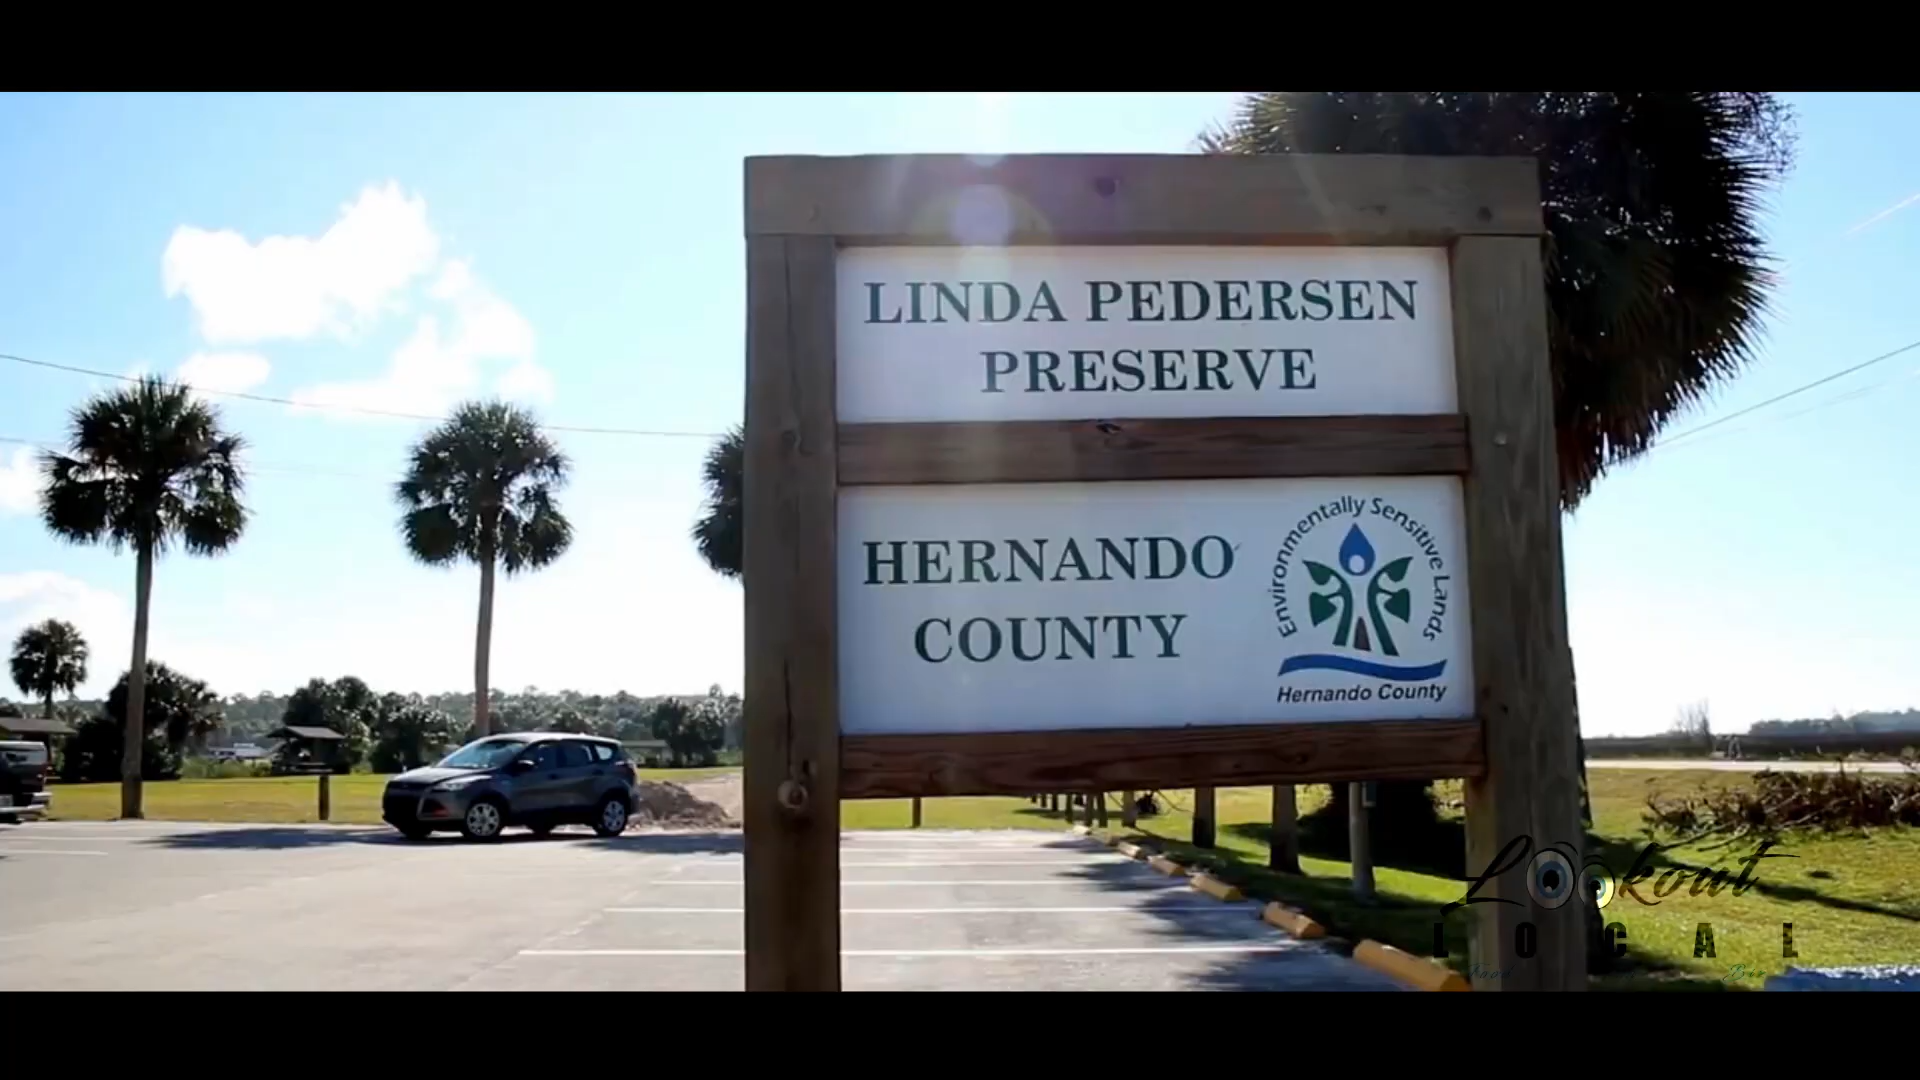 LINDA PEDERSEN
PRESERVE
HERNANDO
COUNTY
Environmentally Sensitive Lands
Hernando County
Lookout
LOCAL